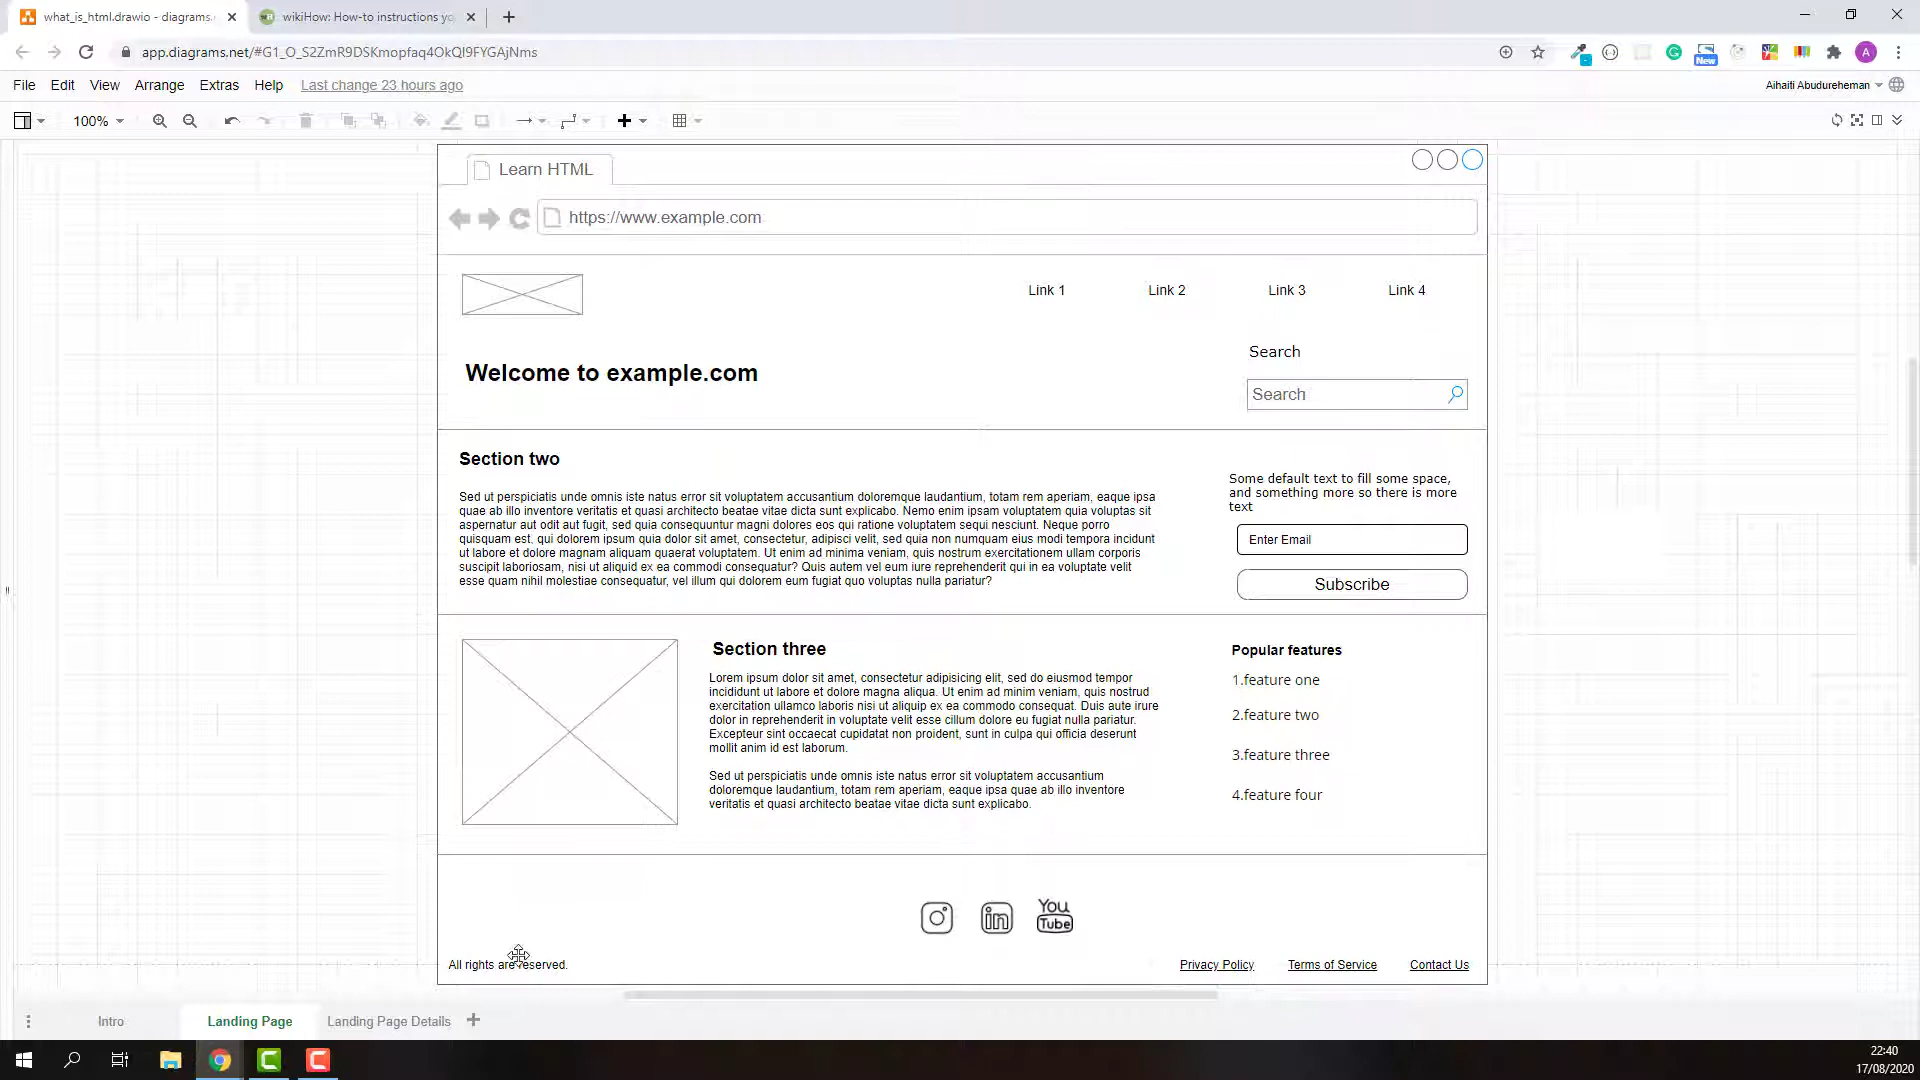 what_is_html.drawio - diagrams.
wikiHow: How-to instructions yo
app.diagrams.net/#G1_O_S2ZmR9DSKmopfaq4OkQl9FYGAjNms
New
A
File Edit View Arrange Extras Help Last change 23 hours ago
Aihaiti Abudureheman
100%
Learn HTML
https://www.example.com
Link 1 Link 2 Link 3 Link 4
Search
Welcome to example.com
Search
Section two
Sed ut perspiciatis unde omnis iste natus error sit voluptatem accusantium doloremque laudantium, totam rem aperiam, eaque ipsa
quae ab illo inventore veritatis et quasi architecto beatae vitae dicta sunt explicabo. Nemo enim ipsam voluptatem quia voluptas sit
aspernatur aut odit aut fugit, sed quia consequuntur magni dolores eos qui ratione voluptatem sequi nesciunt. Neque porro
quisquam est, qui dolorem ipsum quia dolor sit amet, consectetur, adipisci velit, sed quia non numquam eius modi tempora incidunt
ut labore et dolore magnam aliquam quaerat voluptatem. Ut enim ad minima veniam, quis nostrum exercitationem ullam corporis
suscipit laboriosam, nisi ut aliquid ex ea commodi consequatur? Quis autem vel eum iure reprehenderit qui in ea voluptate velit
esse quam nihil molestiae consequatur, vel illum qui dolorem eum fugiat quo voluptas nulla pariatur?
Some default text to fill some space,
and something more so there is more
text
Enter Email
Subscribe
Section three
Lorem ipsum dolor sit amet, consectetur adipisicing elit, sed do eiusmod tempor
incididunt ut labore et dolore magna aliqua. Ut enim ad minim veniam, quis nostrud
exercitation ullamco laboris nisi ut aliquip ex ea commodo consequat. Duis aute irure
dolor in reprehenderit in voluptate velit esse cillum dolore eu fugiat nulla pariatur.
Excepteur sint occaecat cupidatat non proident, sunt in culpa qui officia deserunt
mollit anim id est laborum.
Sed ut perspiciatis unde omnis iste natus error sit voluptatem accusantium
doloremque laudantium, totam rem aperiam, eaque ipsa quae ab illo inventore
veritatis et quasi architecto beatae vitae dicta sunt explicabo.
Popular features
1.feature one
2.feature two
3.feature three
4.feature four
in
You
Tube
All rights are reserved.
Privacy Policy Terms of Service Contact Us
Intro Landing Page Landing Page Details
22:40
17/08/2020